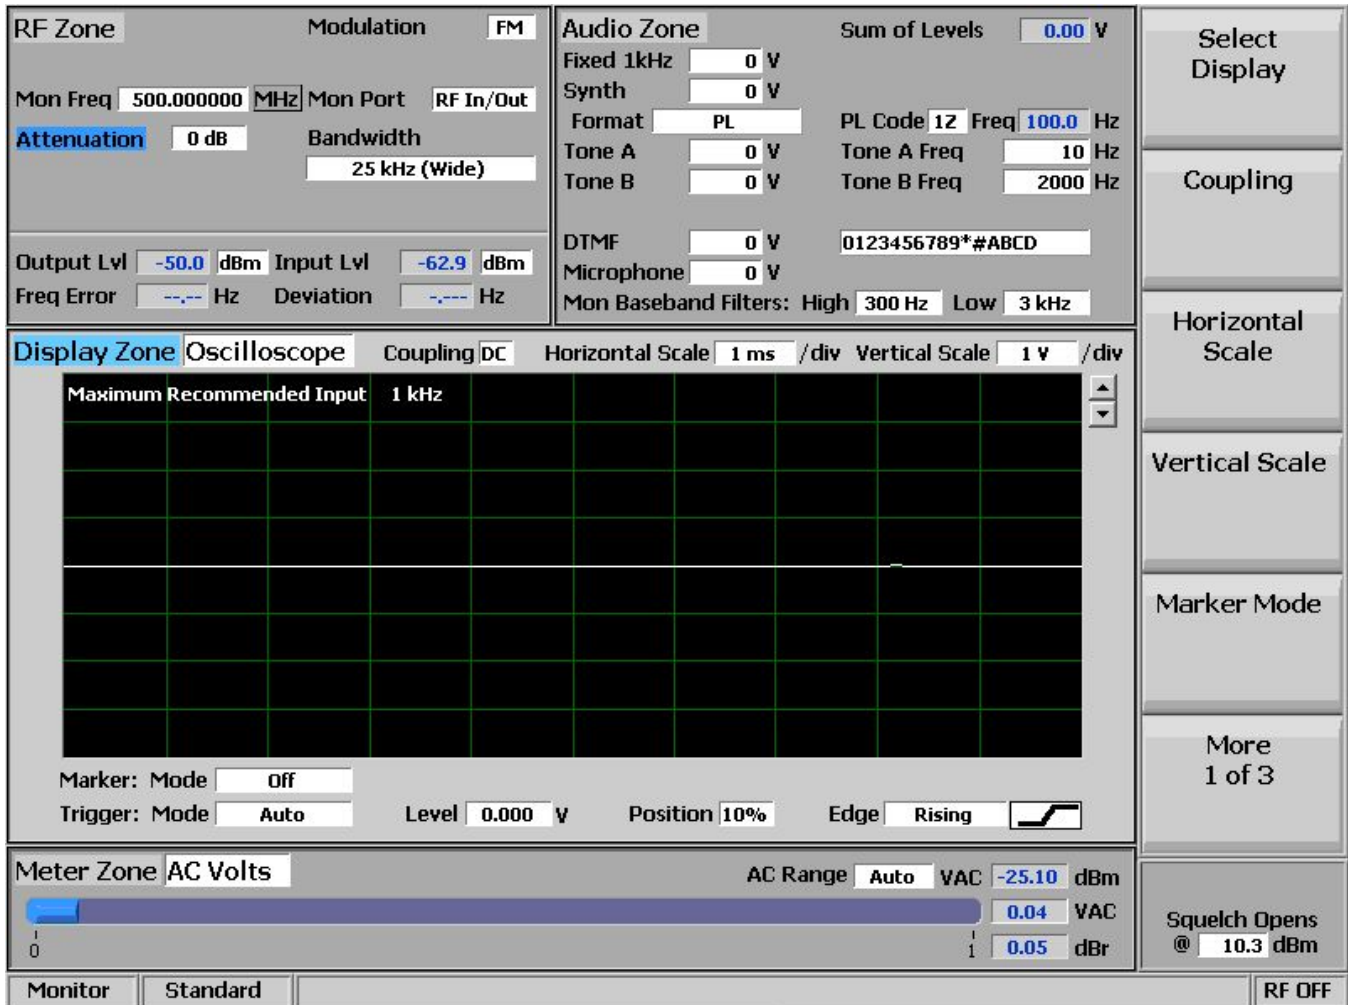 RF Zone Modulation FM
Mon Freq 500.000000 MHz Mon Port RF In/Out
Attenuation 0 dB Bandwidth
25 kHz (Wide)
Output Lvl -50.0 dBm Input Lvl -62.9 dBm
Freq Error --.-- Hz Deviation -.--- Hz
Audio Zone Sum of Levels 0.00 V
Fixed 1kHz 0 V
Synth 0 V
Format PL PL Code 1Z Freq 100.0 Hz
Tone A 0 V Tone A Freq 10 Hz
Tone B 0 V Tone B Freq 2000 Hz
DTMF 0 V 0123456789*#ABCD
Microphone 0 V
Mon Baseband Filters: High 300 Hz Low 3 kHz
Display Zone Oscilloscope Coupling DC Horizontal Scale 1 ms /div Vertical Scale 1 V /div
Maximum Recommended Input 1 kHz
Marker: Mode Off
Trigger: Mode Auto Level 0.000 V Position 10% Edge Rising
Meter Zone AC Volts AC Range Auto VAC -25.10 dBm
0.04 VAC
0 1 0.05 dBr
Monitor Standard
Select
Display
Coupling
Horizontal
Scale
Vertical Scale
Marker Mode
More
1 of 3
Squelch Opens
@ 10.3 dBm
RF OFF